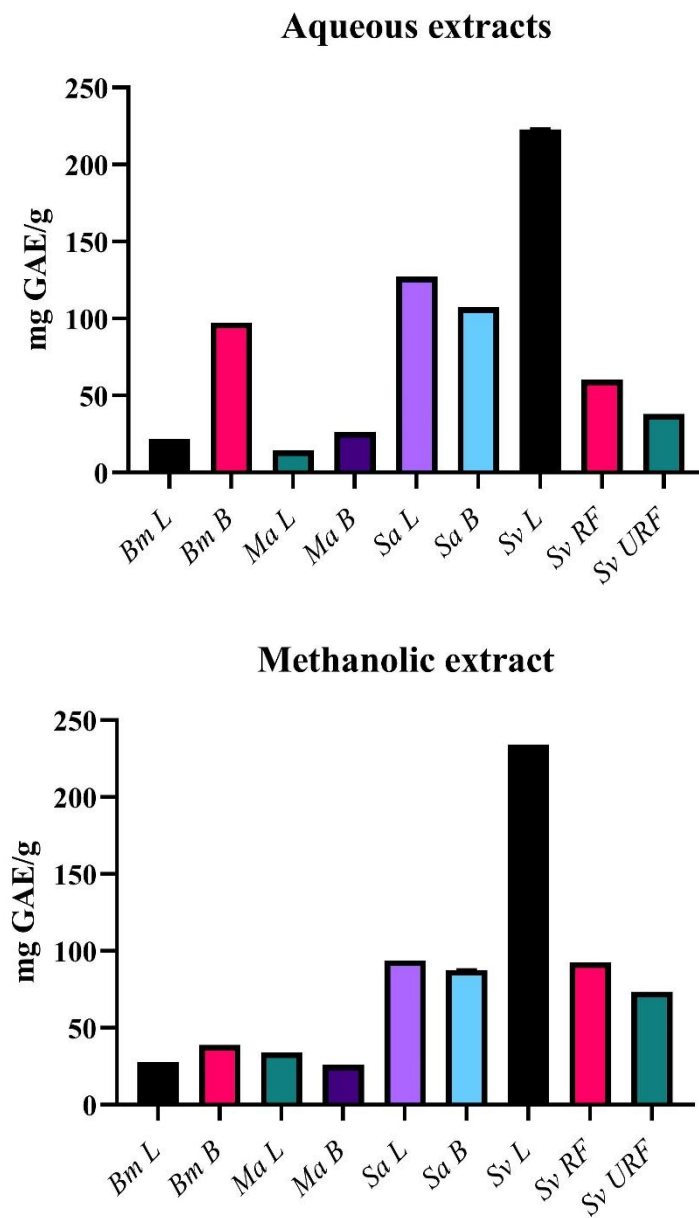 Aqueous extracts
250
200
150
100
50
0
mg GAE/g
Bm L
Bm B
Ma L
Ma B
Sa L
Sa B
Sv L
Sv RF
Sv URF
Methanolic extract
250
200
150
100
50
0
mg GAE/g
Bm L
Bm B
Ma L
Ma B
Sa L
Sa B
Sv L
Sv RF
Sv URF